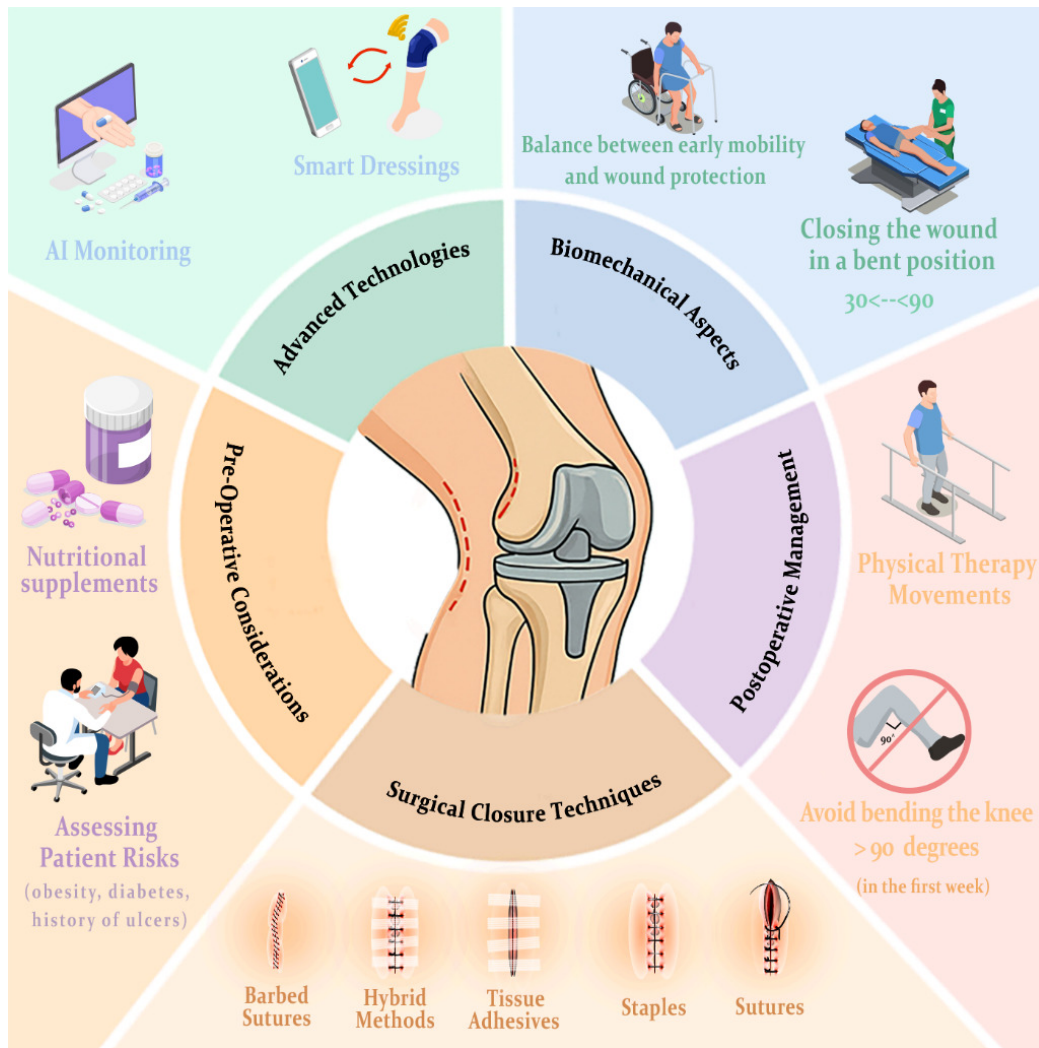 AI Monitoring
Smart Dressings
Balance between early mobility
and wound protection
Closing the wound
in a bent position
30<--<90
Advanced Technologies
Biomechanical Aspects
Pre-Operative Considerations
Postoperative Management
Surgical Closure Techniques
Nutritional
supplements
Assessing
Patient Risks
(obesity, diabetes,
history of ulcers)
Physical Therapy
Movements
90°
Avoid bending the knee
> 90 degrees
(in the first week)
Barbed
Sutures
Hybrid
Methods
Tissue
Adhesives
Staples
Sutures